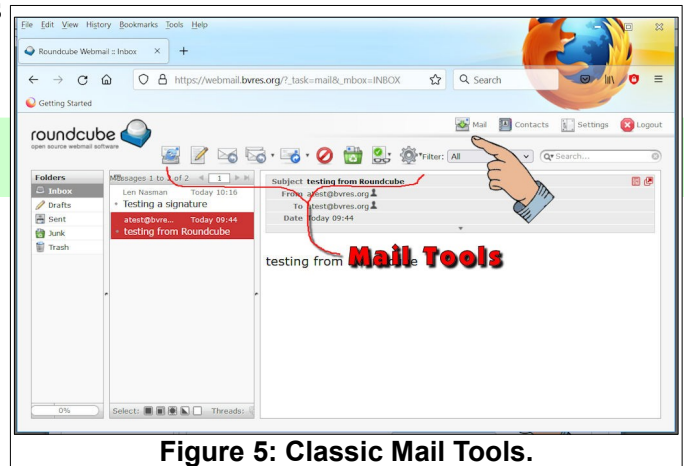 File Edit View History Bookmarks Tools Help
Roundcube Webmail :: Inbox × +
https://webmail.bvres.org/?_task=mail&_mbox=INBOX Search
Getting Started
Mail Contacts Settings Logout
roundcube
open source webmail software
Filter: All Search...
Folders
Inbox
Drafts
Sent
Junk
Trash
0%
Messages 1 to 2 of 2 1
Len Nasman Today 10:16
Testing a signature
atest@bvre... Today 09:44
testing from Roundcube
Select: Threads:
Subject testing from Roundcube
From atest@bvres.org
To atest@bvres.org
Date Today 09:44
testing from
Mail Tools
Figure 5: Classic Mail Tools.